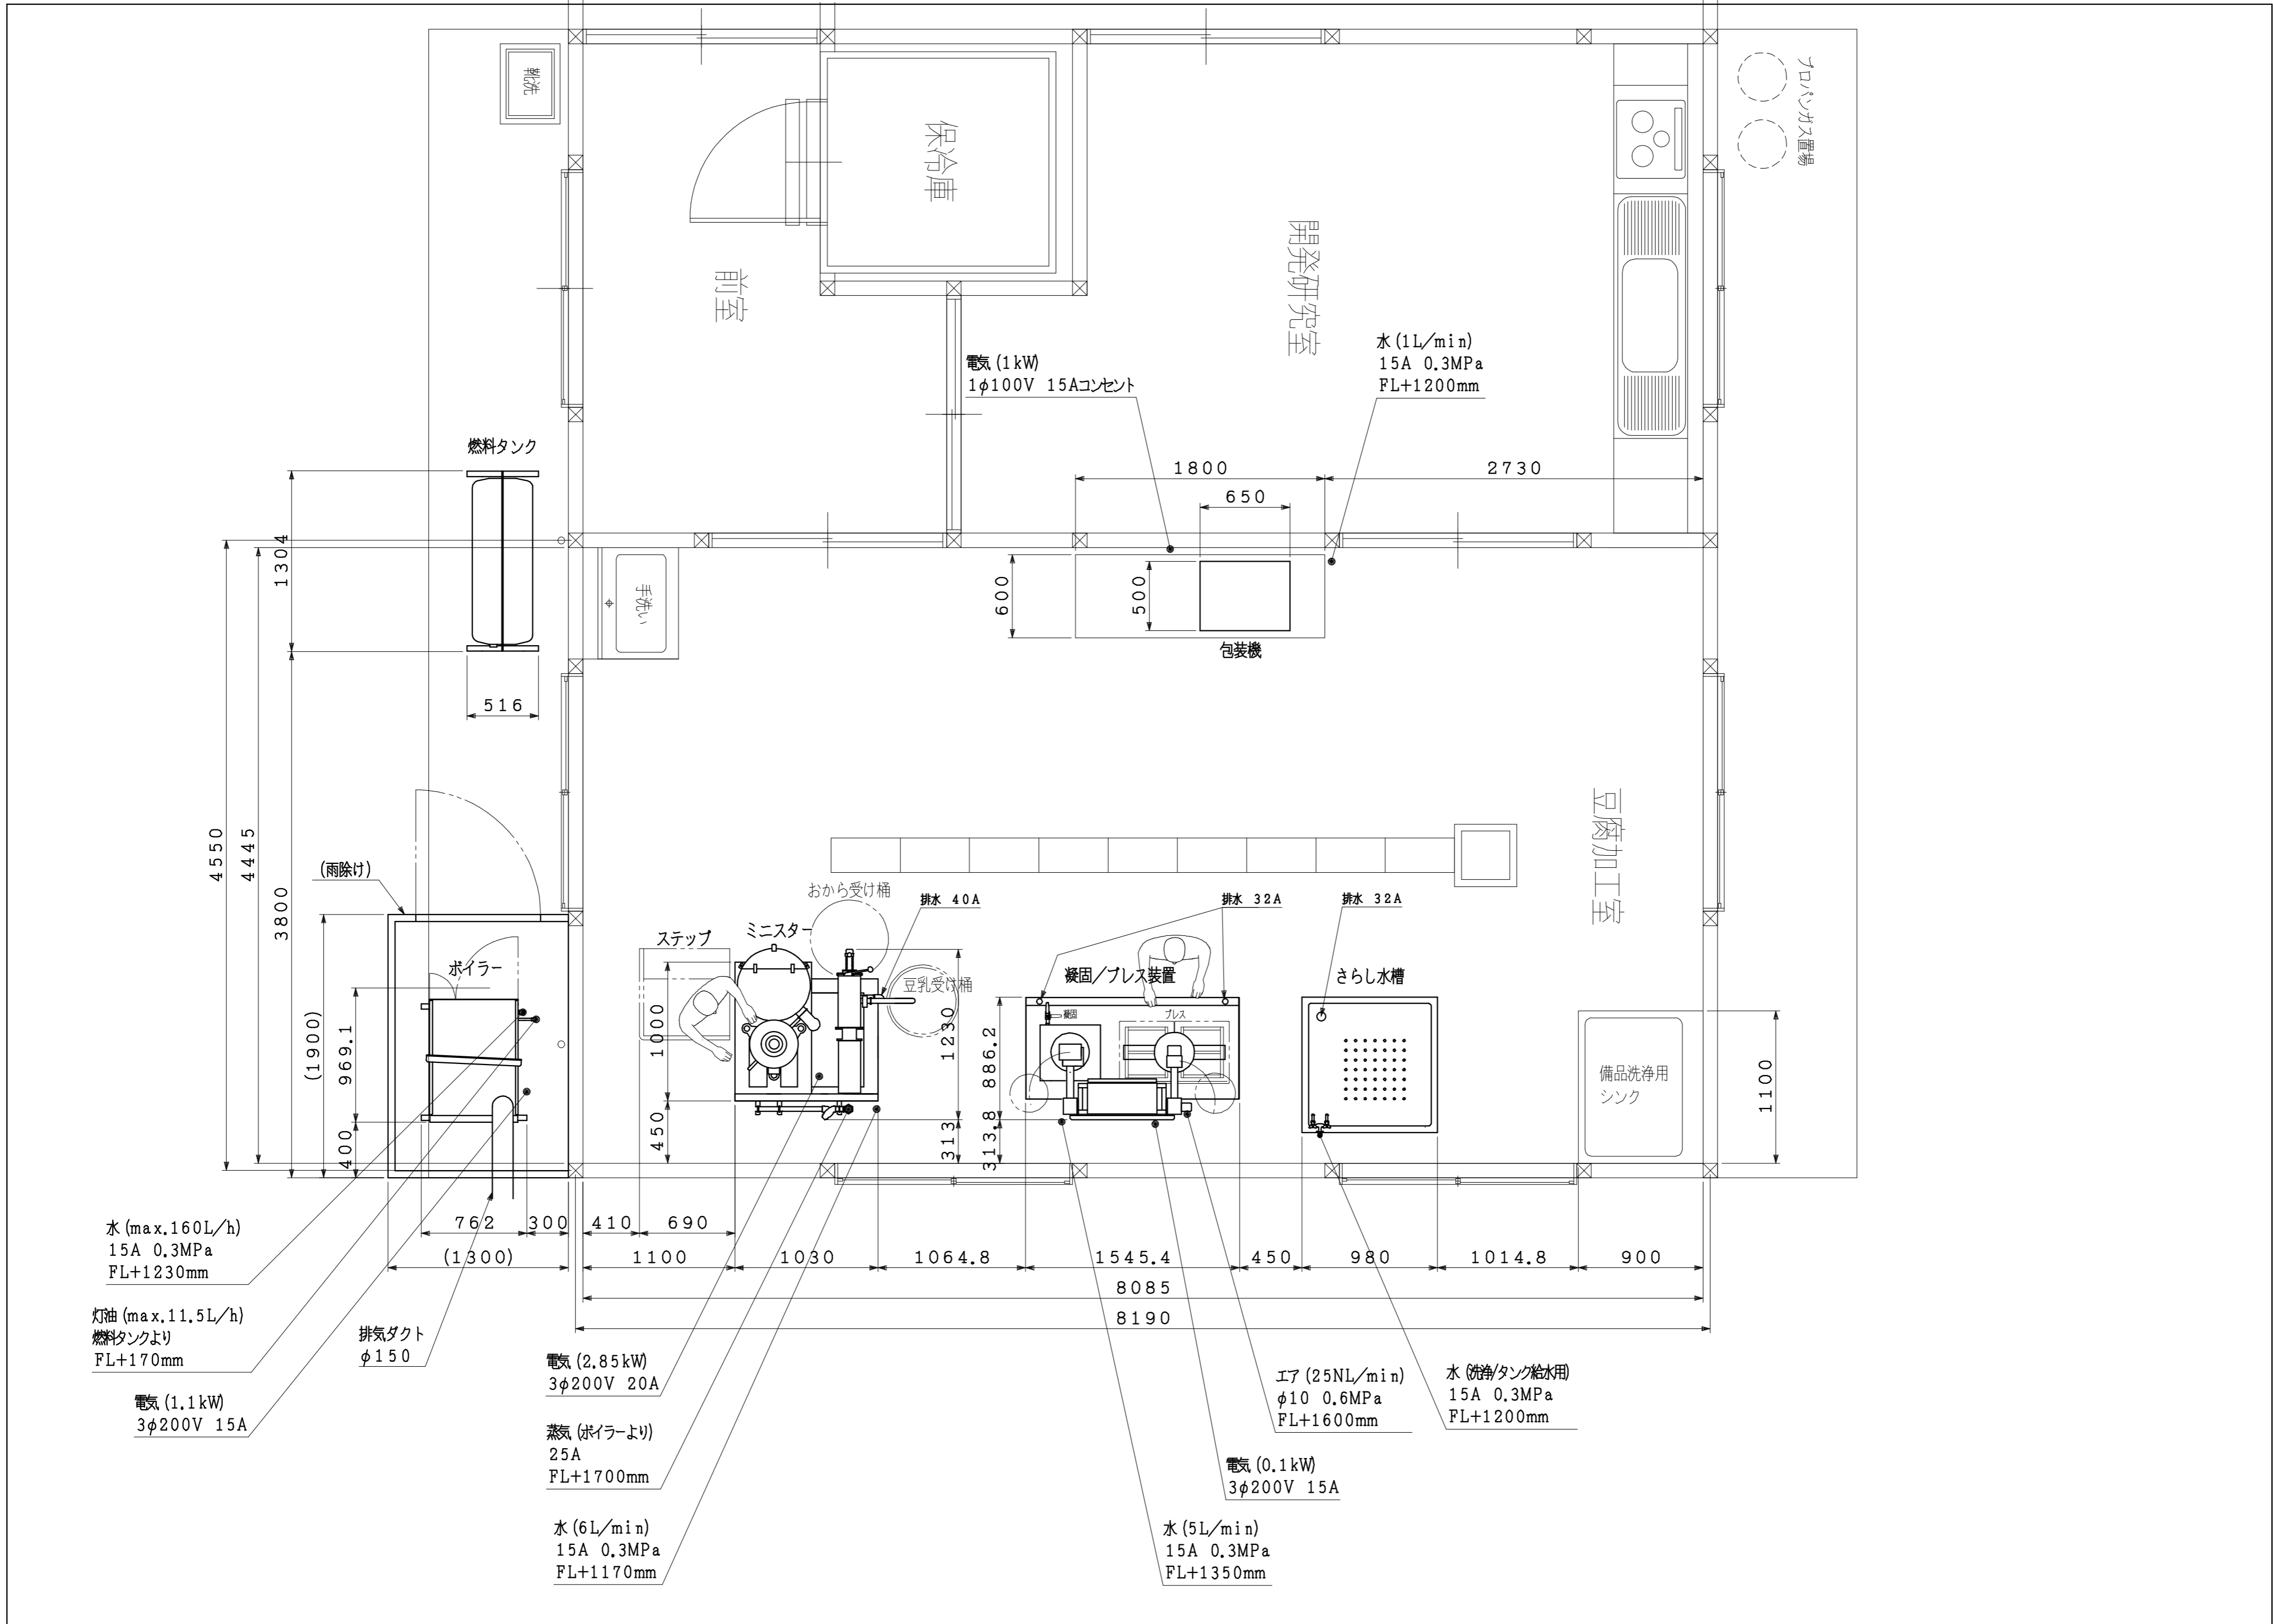 靴洗
保冷庫
プロパンガス置場
前室
開発研究室
電気 (1kW)
1φ100V 15Aコンセント
水 (1L/min)
15A 0.3MPa
FL+1200mm
燃料タンク
1800
2730
650
1304
手洗い
600
500
包装機
516
4550
4445
3800
豆腐加工室
(雨除け)
おから受け桶
排水 40A
排水 32A
排水 32A
ステップ
ミニスター
ボイラー
豆乳受け桶
凝固/プレス装置
さらし水槽
凝固
プレス
(1900)
969.1
400
1000
450
1230
313
886.2
313.8
備品洗浄用
シンク
1100
762
300
410
690
(1300)
1100
1030
1064.8
1545.4
450
980
1014.8
900
8085
8190
水 (max.160L/h)
15A 0.3MPa
FL+1230mm
灯油 (max.11.5L/h)
燃料タンクより
FL+170mm
電気 (1.1kW)
3φ200V 15A
排気ダクト
φ150
電気 (2.85kW)
3φ200V 20A
蒸気 (ボイラーより)
25A
FL+1700mm
水 (6L/min)
15A 0.3MPa
FL+1170mm
エア (25NL/min)
φ10 0.6MPa
FL+1600mm
水 (洗浄/タンク給水用)
15A 0.3MPa
FL+1200mm
電気 (0.1kW)
3φ200V 15A
水 (5L/min)
15A 0.3MPa
FL+1350mm